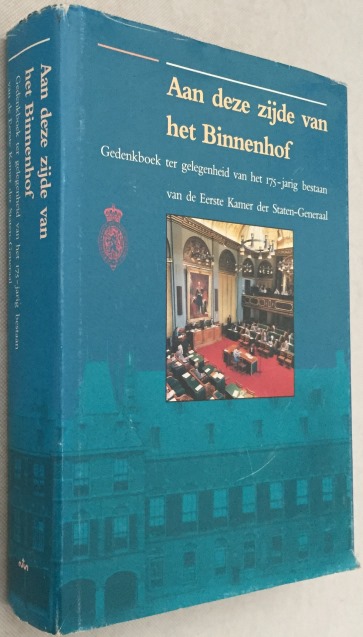 Aan deze zijde van
het Binnenhof
Gedenkboek ter gelegenheid van het 175-jarig bestaan
van de Eerste Kamer der Staten-Generaal
Aan deze zijde van
het Binnenhof
Gedenkboek ter gelegenheid van het 175-jarig bestaan
van de Eerste Kamer der Staten-Generaal